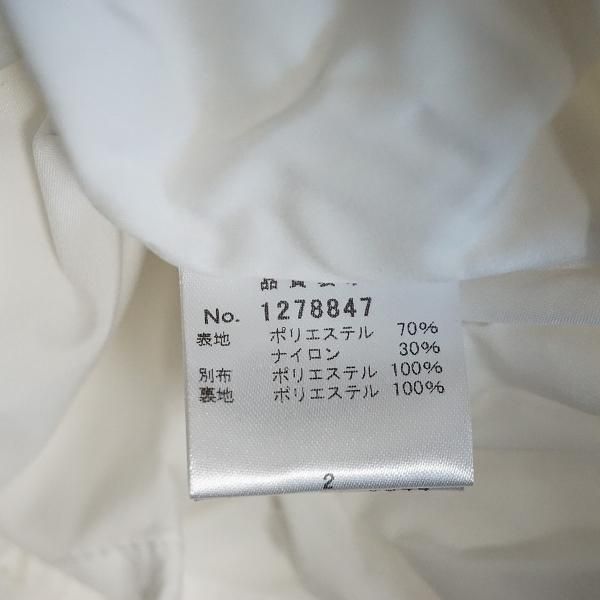 No. 1278847
表地 ポリエステル 70%
ナイロン 30%
別布 ポリエステル 100%
裏地 ポリエステル 100%
2